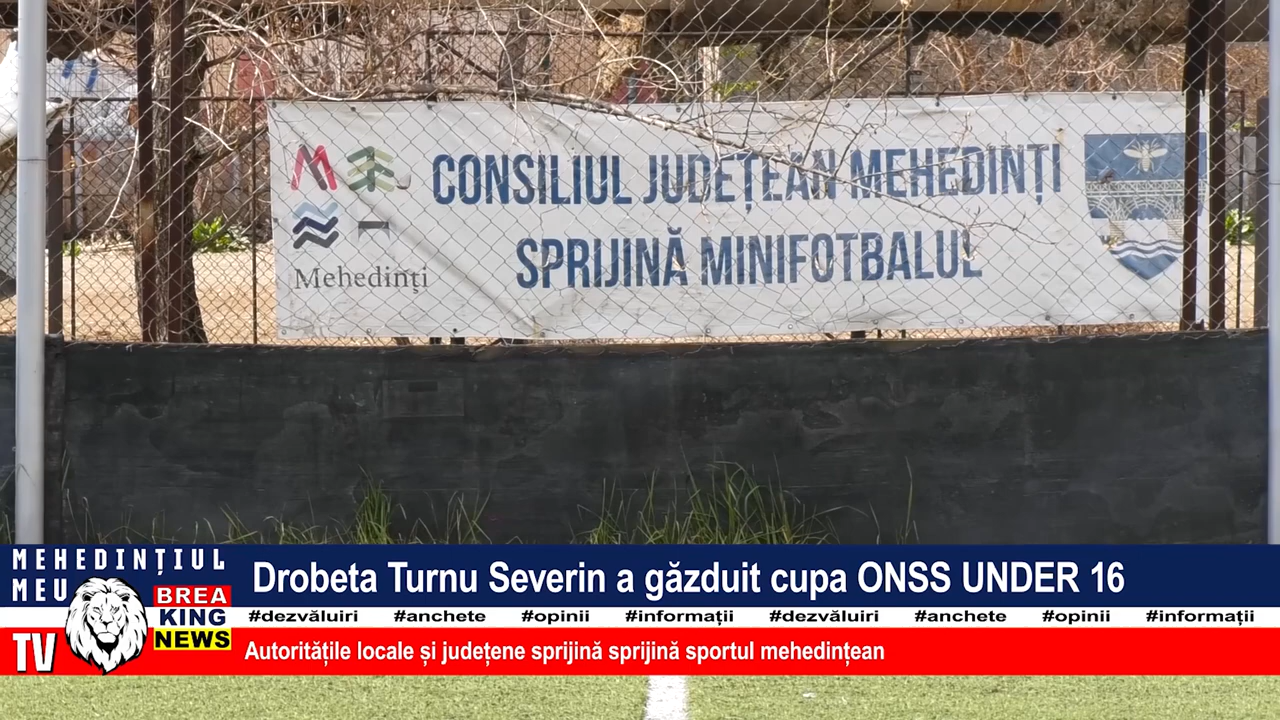 CONSILIUL JUDEȚEAN MEHEDINȚI
SPRIJINĂ MINIFOTBALUL
Mehedinți
MEHEDINȚIUL
MEU
TV
BREA
KING
NEWS
Drobeta Turnu Severin a găzduit cupa ONSS UNDER 16
#dezvăluiri #anchete #opinii #informații #dezvăluiri #anchete #opinii #informații
Autoritățile locale și județene sprijină sprijină sportul mehedințean